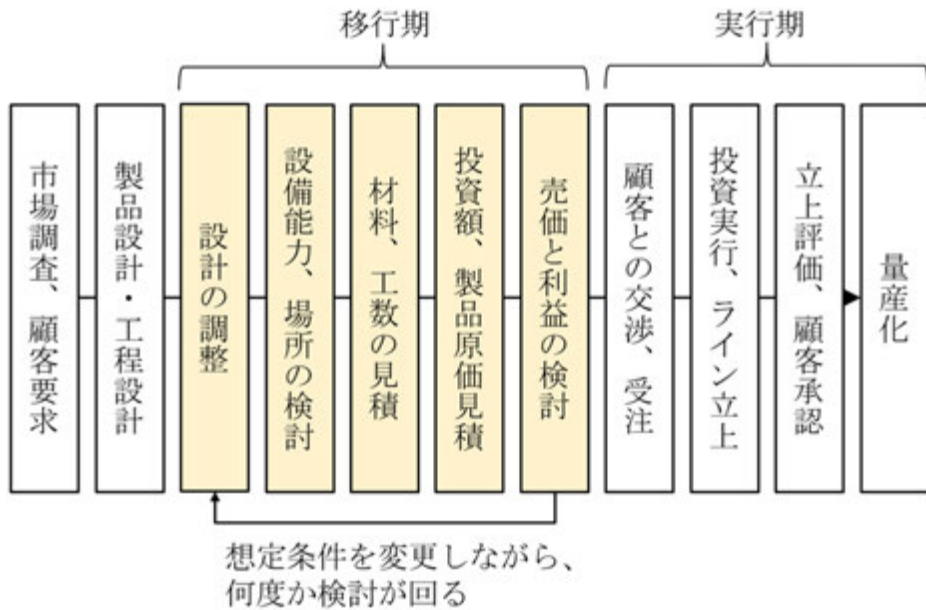 移行期
実行期
市場調査、顧客要求
製品設計・工程設計
設計の調整
設備能力、場所の検討
材料、工数の見積
投資額、製品原価見積
売価と利益の検討
顧客との交渉、受注
投資実行、ライン立上
立上評価、顧客承認
量産化
想定条件を変更しながら、
何度か検討が回る